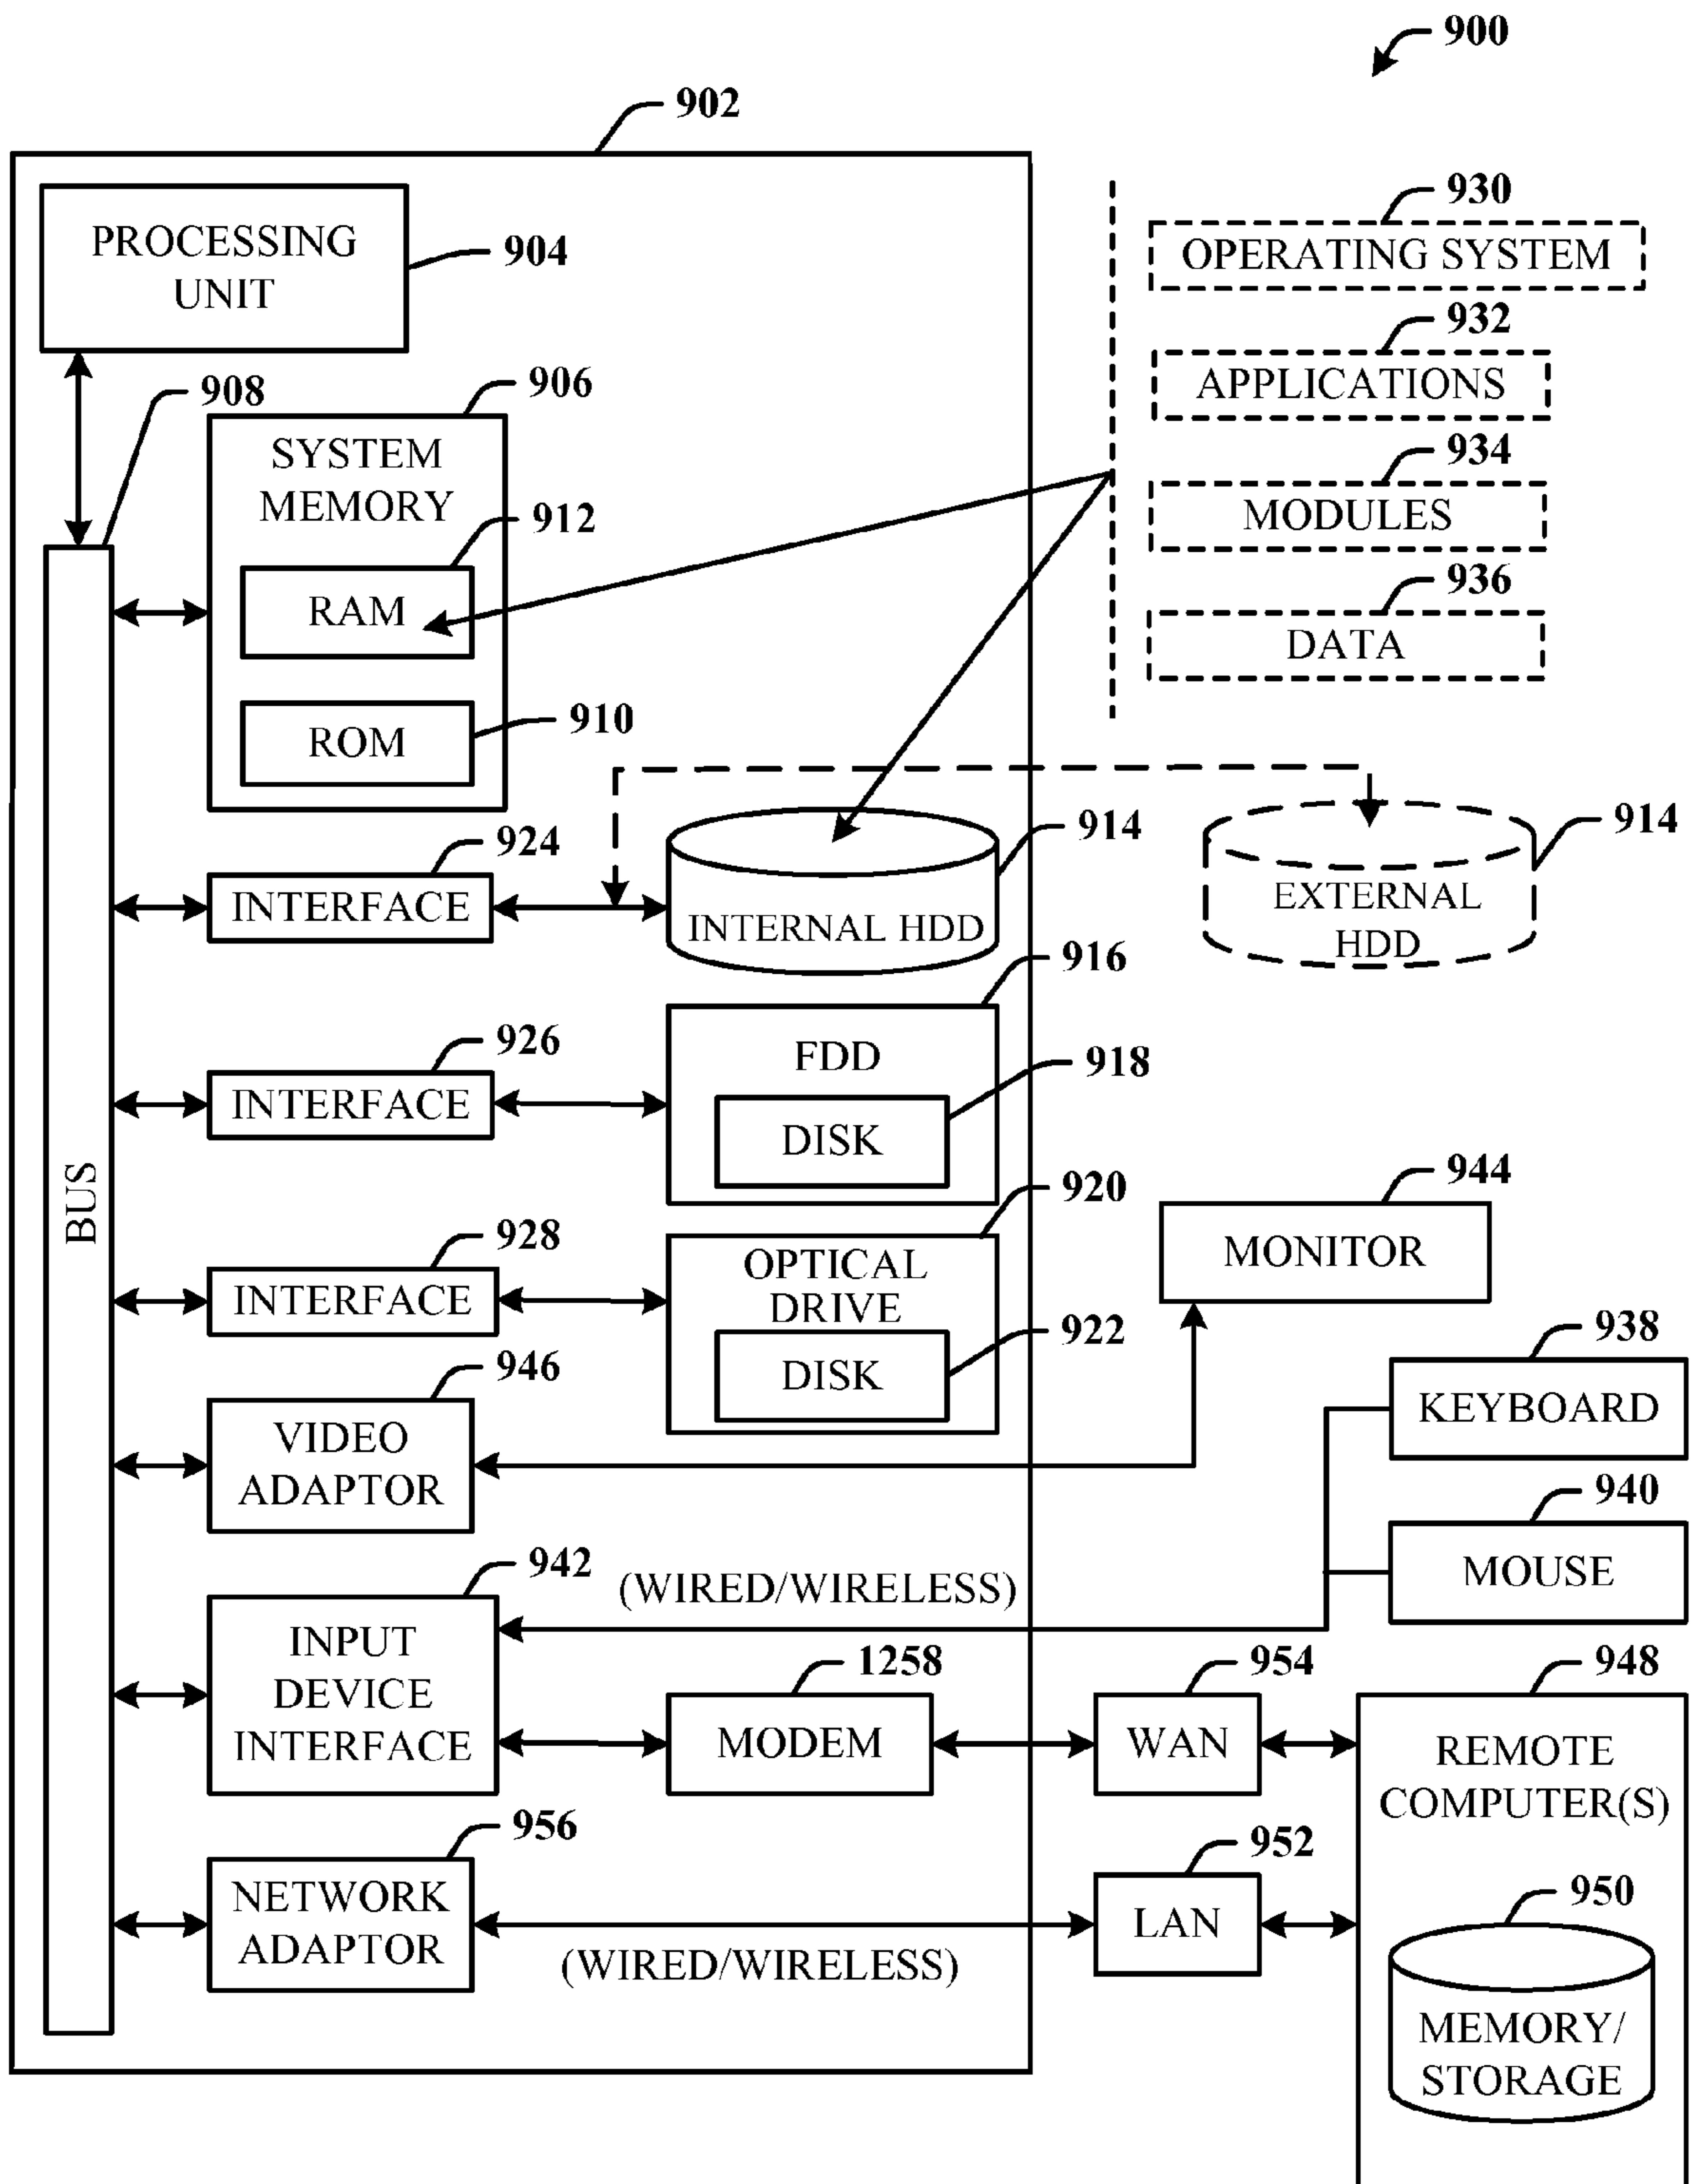 900
902
PROCESSING
UNIT
904
930
OPERATING SYSTEM
932
APPLICATIONS
934
MODULES
936
DATA
908
906
SYSTEM
MEMORY
912
RAM
910
ROM
924
INTERFACE
914
INTERNAL HDD
914
EXTERNAL
HDD
916
FDD
926
INTERFACE
918
DISK
BUS
920
OPTICAL
DRIVE
928
INTERFACE
922
DISK
944
MONITOR
946
VIDEO
ADAPTOR
938
KEYBOARD
940
MOUSE
942
INPUT
DEVICE
INTERFACE
(WIRED/WIRELESS)
1258
MODEM
954
WAN
948
REMOTE
COMPUTER(S)
956
NETWORK
ADAPTOR
(WIRED/WIRELESS)
952
LAN
950
MEMORY/
STORAGE